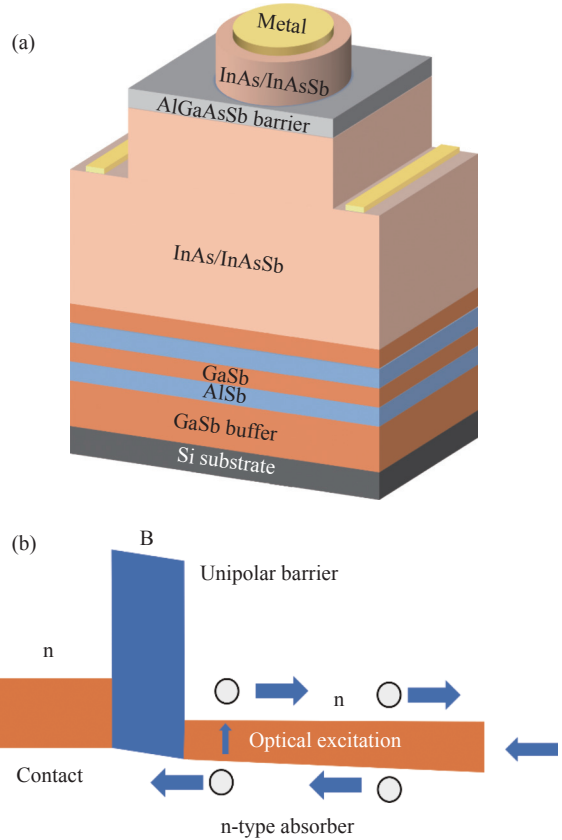 (a)
Metal
InAs/InAsSb
AlGaAsSb barrier
InAs/InAsSb
GaSb
AlSb
GaSb buffer
Si substrate
(b)
B
Unipolar barrier
n
n
Optical excitation
Contact
n-type absorber